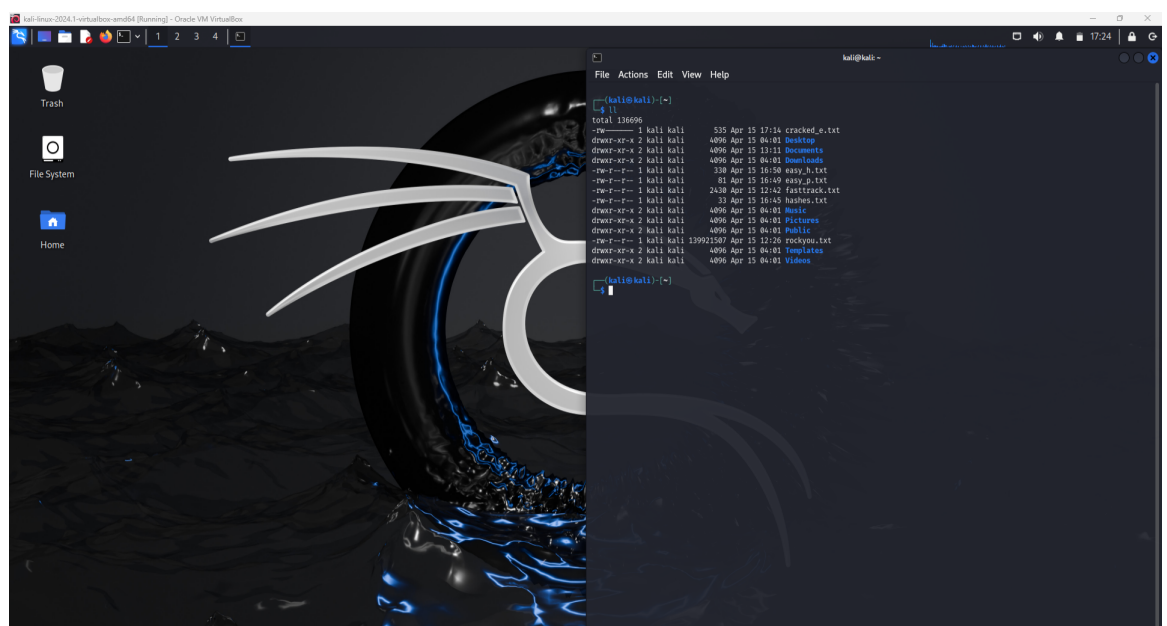 kali-linux-2024.1-virtualbox-amd64 [Running] - Oracle VM VirtualBox
1 2 3 4
17:24
Trash
File System
Home
kali@kali: ~
File Actions Edit View Help
┌──(kali㉿kali)-[~]
└─$ ll
total 136696
-rw------- 1 kali kali 535 Apr 15 17:14 cracked_e.txt
drwxr-xr-x 2 kali kali 4096 Apr 15 04:01 Desktop
drwxr-xr-x 2 kali kali 4096 Apr 15 13:11 Documents
drwxr-xr-x 2 kali kali 4096 Apr 15 04:01 Downloads
-rw-r--r-- 1 kali kali 330 Apr 15 16:50 easy_h.txt
-rw-r--r-- 1 kali kali 81 Apr 15 16:49 easy_p.txt
-rw-r--r-- 1 kali kali 2430 Apr 15 12:42 fasttrack.txt
-rw-r--r-- 1 kali kali 33 Apr 15 16:45 hashes.txt
drwxr-xr-x 2 kali kali 4096 Apr 15 04:01 Music
drwxr-xr-x 2 kali kali 4096 Apr 15 04:01 Pictures
drwxr-xr-x 2 kali kali 4096 Apr 15 04:01 Public
-rw-r--r-- 1 kali kali 139921507 Apr 15 12:26 rockyou.txt
drwxr-xr-x 2 kali kali 4096 Apr 15 04:01 Templates
drwxr-xr-x 2 kali kali 4096 Apr 15 04:01 Videos
┌──(kali㉿kali)-[~]
└─$